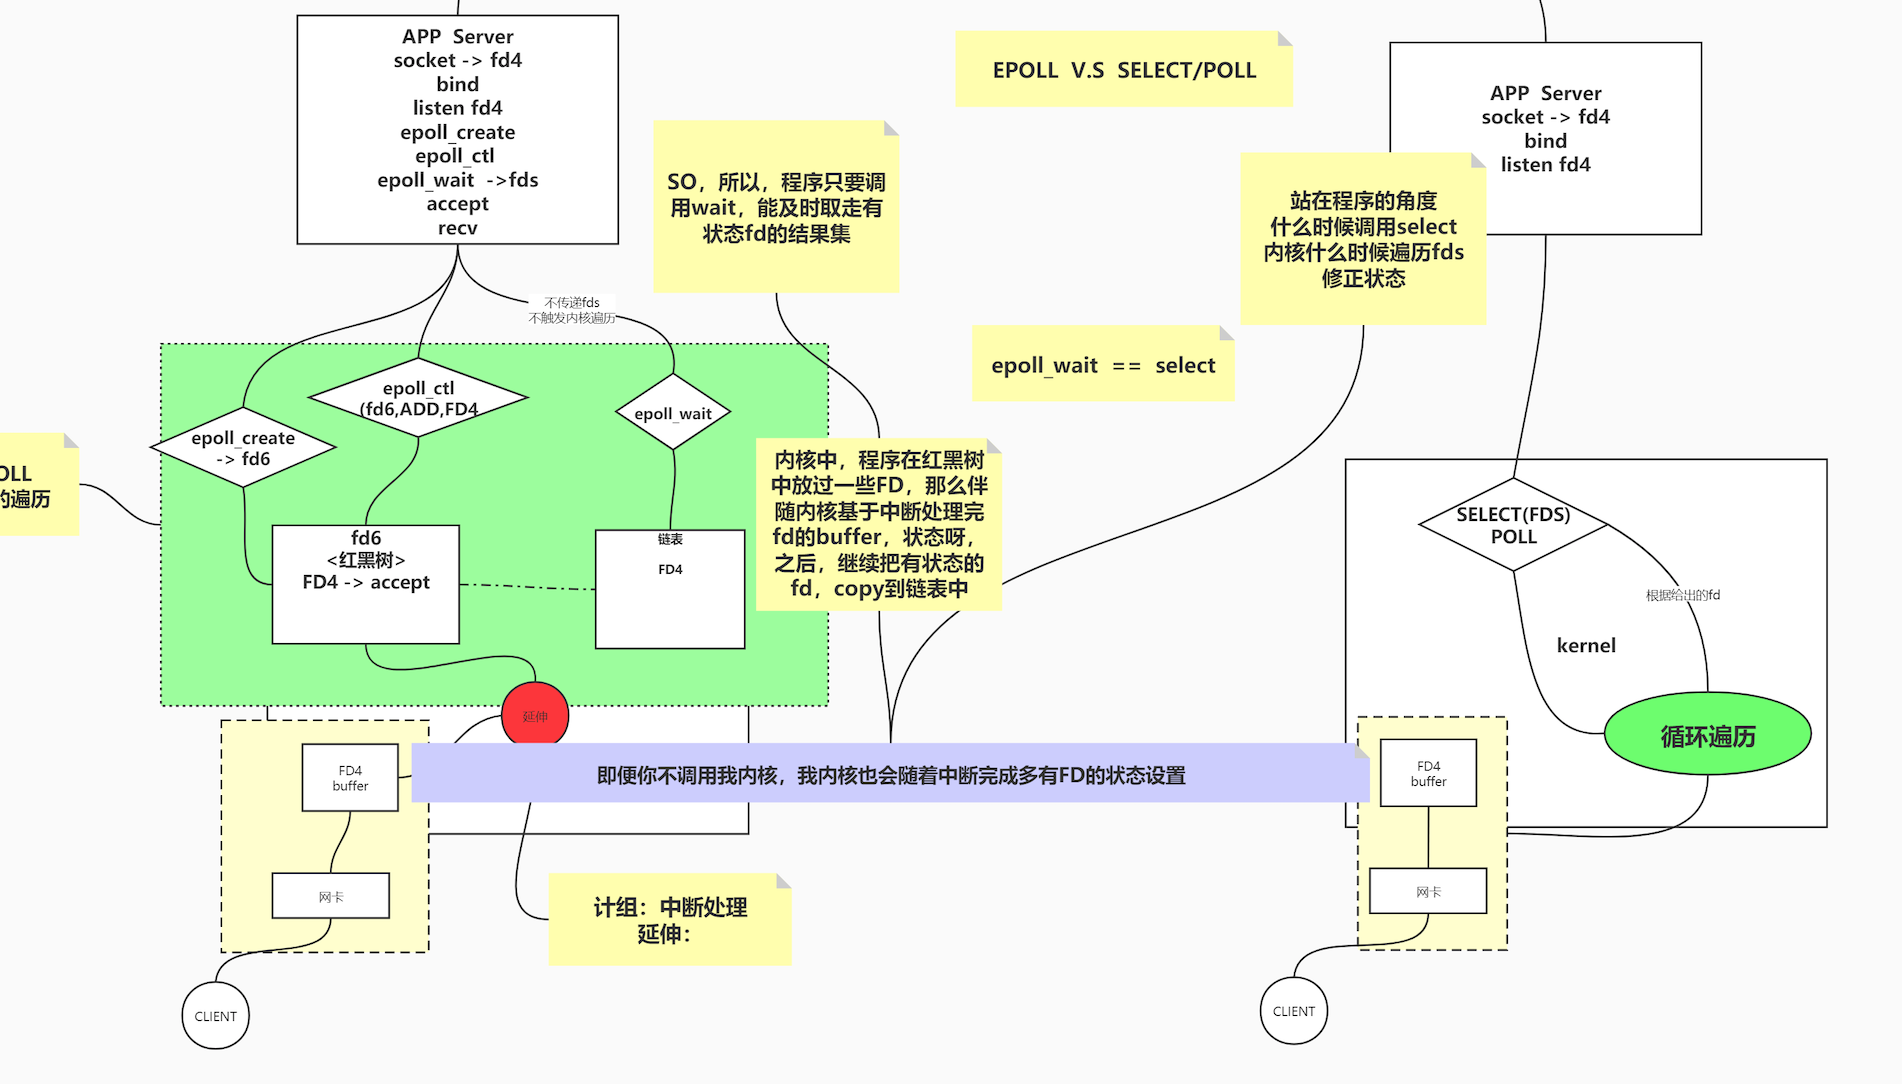 APP  Server
socket -> fd4
bind
listen fd4
epoll_create
epoll_ctl
epoll_wait  ->fds
accept
recv
EPOLL  V.S  SELECT/POLL
APP  Server
socket -> fd4
bind
listen fd4
SO，所以，程序只要调
用wait，能及时取走有
状态fd的结果集
站在程序的角度
什么时候调用select
内核什么时候遍历fds
修正状态
不传递fds
不触发内核遍历
epoll_wait  ==  select
epoll_ctl
(fd6,ADD,FD4
epoll_wait
epoll_create
-> fd6
OLL
的遍历
内核中，程序在红黑树
中放过一些FD，那么伴
随内核基于中断处理完
fd的buffer，状态呀，
之后，继续把有状态的
fd，copy到链表中
fd6
<红黑树>
FD4 -> accept
链表
FD4
SELECT(FDS)
POLL
根据给出的fd
kernel
循环遍历
延伸
即便你不调用我内核，我内核也会随着中断完成多有FD的状态设置
FD4
buffer
网卡
CLIENT
计组：中断处理
延伸：
FD4
buffer
网卡
CLIENT